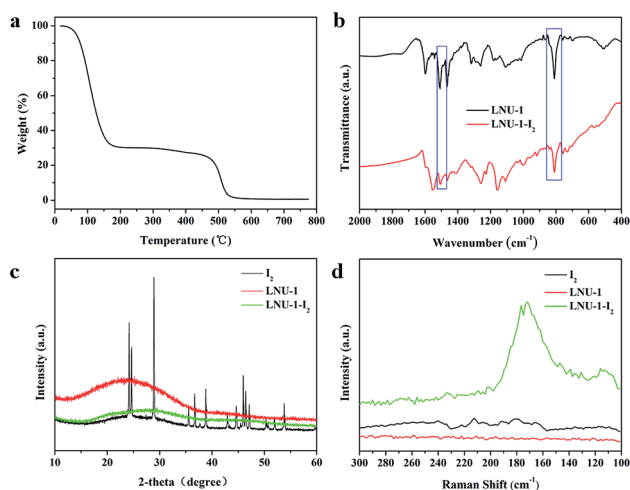 a
100
80
60
40
20
0
Weight (%)
0 100 200 300 400 500 600 700 800
Temperature (℃)
b
Transmittance (a.u.)
LNU-1
LNU-1-I₂
2000 1800 1600 1400 1200 1000 800 600 400
Wavenumber (cm⁻¹)
c
I₂
LNU-1
LNU-1-I₂
Intensity (a.u.)
10 20 30 40 50 60
2-theta（degree）
d
I₂
LNU-1
LNU-1-I₂
Intensity (a.u.)
300 280 260 240 220 200 180 160 140 120 100
Raman Shift (cm⁻¹)